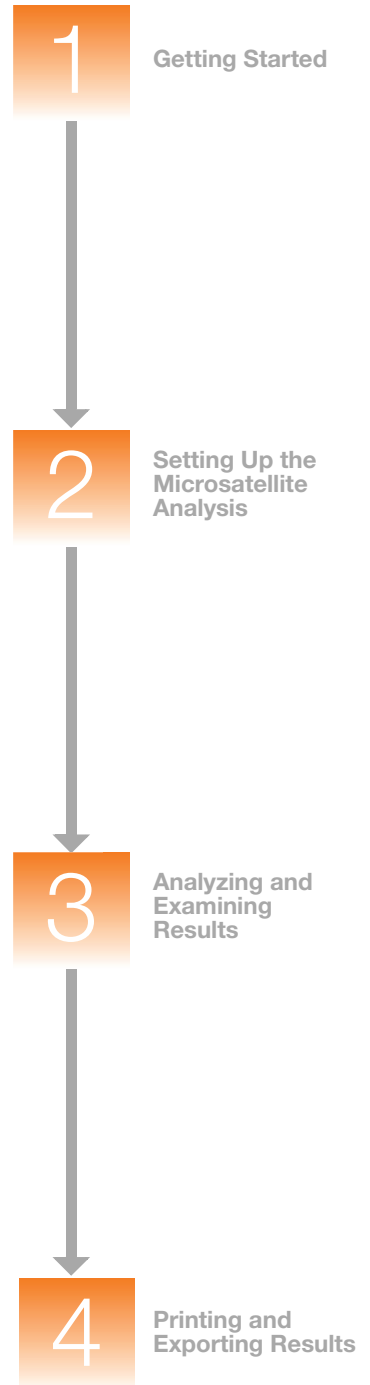 1
Getting Started
2
Setting Up the
Microsatellite
Analysis
3
Analyzing and
Examining
Results
4
Printing and
Exporting Results